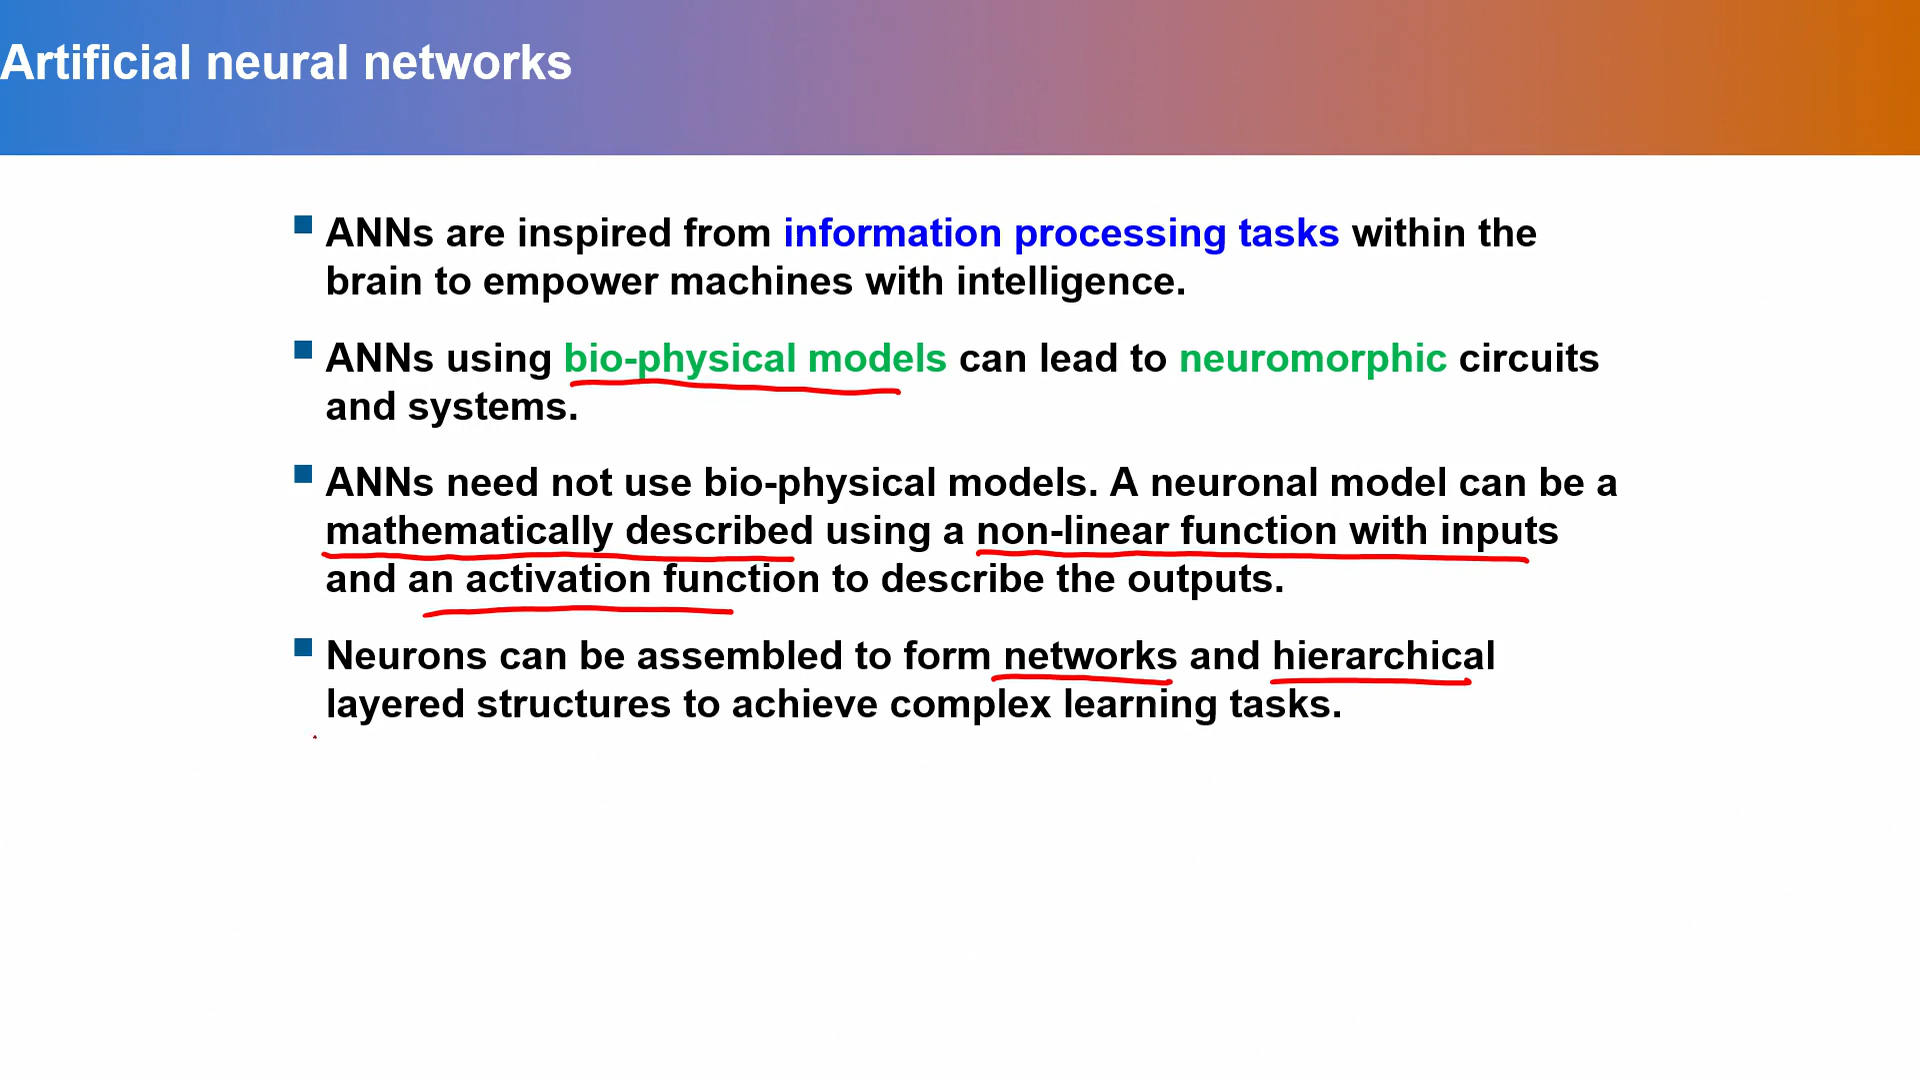 Artificial neural networks
ANNs are inspired from information processing tasks within the
brain to empower machines with intelligence.
ANNs using bio-physical models can lead to neuromorphic circuits
and systems.
ANNs need not use bio-physical models. A neuronal model can be a
mathematically described using a non-linear function with inputs
and an activation function to describe the outputs.
Neurons can be assembled to form networks and hierarchical
layered structures to achieve complex learning tasks.